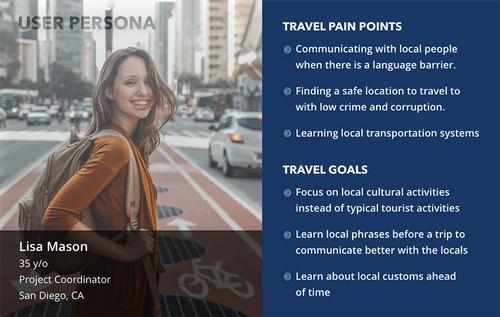 USER PERSONA
Lisa Mason
35 y/o
Project Coordinator
San Diego, CA
TRAVEL PAIN POINTS
Communicating with local people
when there is a language barrier.
Finding a safe location to travel to
with low crime and corruption.
Learning local transportation systems
TRAVEL GOALS
Focus on local cultural activities
instead of typical tourist activities
Learn local phrases before a trip to
communicate better with the locals
Learn about local customs ahead
of time